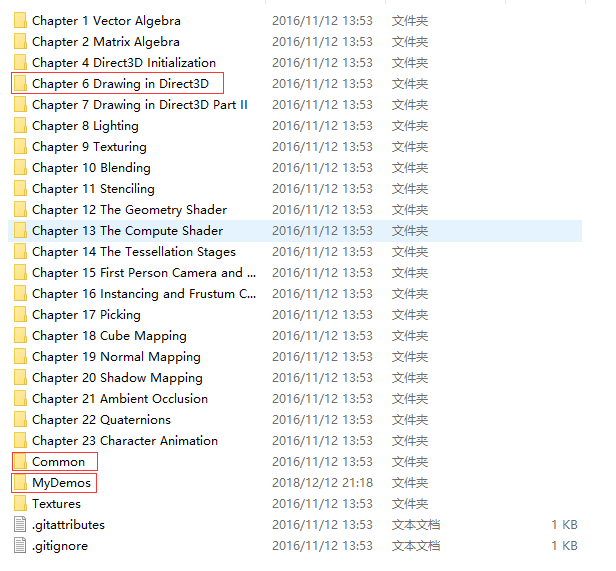 Chapter 1 Vector Algebra 2016/11/12 13:53 文件夹
Chapter 2 Matrix Algebra 2016/11/12 13:53 文件夹
Chapter 4 Direct3D Initialization 2016/11/12 13:53 文件夹
Chapter 6 Drawing in Direct3D 2016/11/12 13:53 文件夹
Chapter 7 Drawing in Direct3D Part II 2016/11/12 13:53 文件夹
Chapter 8 Lighting 2016/11/12 13:53 文件夹
Chapter 9 Texturing 2016/11/12 13:53 文件夹
Chapter 10 Blending 2016/11/12 13:53 文件夹
Chapter 11 Stenciling 2016/11/12 13:53 文件夹
Chapter 12 The Geometry Shader 2016/11/12 13:53 文件夹
Chapter 13 The Compute Shader 2016/11/12 13:53 文件夹
Chapter 14 The Tessellation Stages 2016/11/12 13:53 文件夹
Chapter 15 First Person Camera and ... 2016/11/12 13:53 文件夹
Chapter 16 Instancing and Frustum C... 2016/11/12 13:53 文件夹
Chapter 17 Picking 2016/11/12 13:53 文件夹
Chapter 18 Cube Mapping 2016/11/12 13:53 文件夹
Chapter 19 Normal Mapping 2016/11/12 13:53 文件夹
Chapter 20 Shadow Mapping 2016/11/12 13:53 文件夹
Chapter 21 Ambient Occlusion 2016/11/12 13:53 文件夹
Chapter 22 Quaternions 2016/11/12 13:53 文件夹
Chapter 23 Character Animation 2016/11/12 13:53 文件夹
Common 2016/11/12 13:53 文件夹
MyDemos 2018/12/12 21:18 文件夹
Textures 2016/11/12 13:53 文件夹
.gitattributes 2016/11/12 13:53 文本文档 1 KB
.gitignore 2016/11/12 13:53 文本文档 1 KB